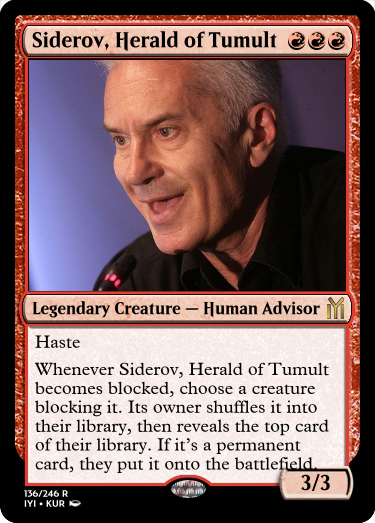 Siderov, Herald of Tumult
Legendary Creature — Human Advisor
Haste
Whenever Siderov, Herald of Tumult
becomes blocked, choose a creature
blocking it. Its owner shuffles it into
their library, then reveals the top card
of their library. If it's a permanent
card, they put it onto the battlefield.
3/3
136/246 R
IYI • KUR